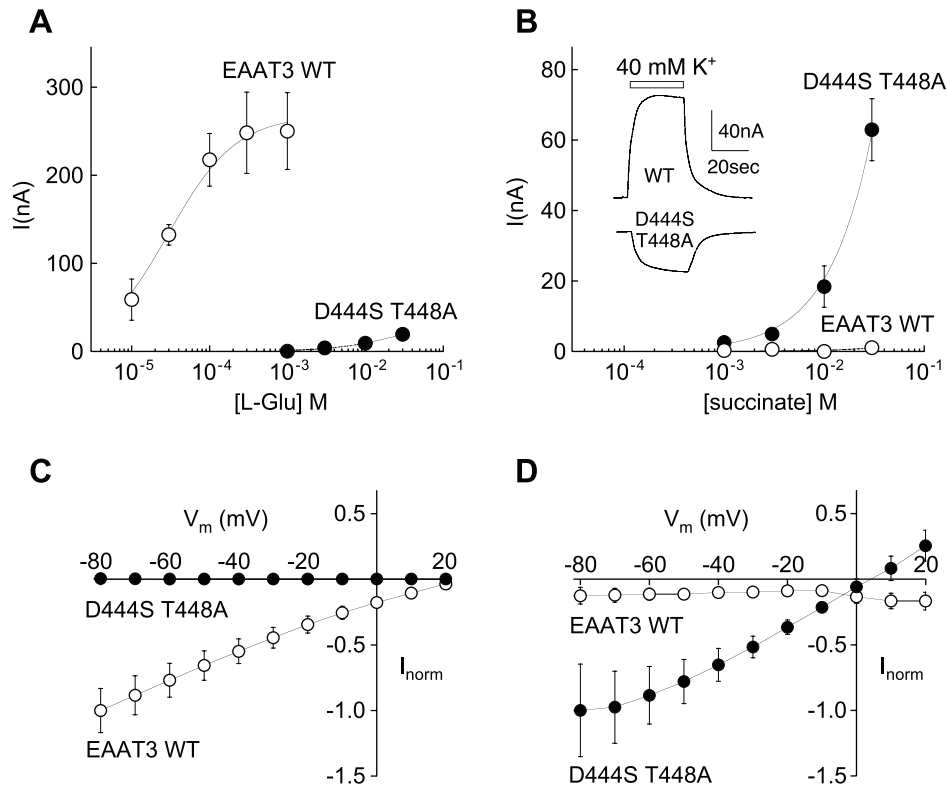 A
I(nA)
300
200
100
0
EAAT3 WT
D444S T448A
10-5
10-4
10-3
10-2
10-1
[L-Glu] M
B
I(nA)
80
60
40
20
0
40 mM K+
40nA
20sec
WT
D444S
T448A
D444S T448A
EAAT3 WT
10-4
10-3
10-2
10-1
[succinate] M
C
Vm (mV)
0.5
-80 -60 -40 -20 20
D444S T448A
-0.5
Inorm
-1.0
EAAT3 WT
-1.5
D
Vm (mV)
0.5
-80 -60 -40 -20 20
EAAT3 WT
-0.5
Inorm
-1.0
D444S T448A
-1.5